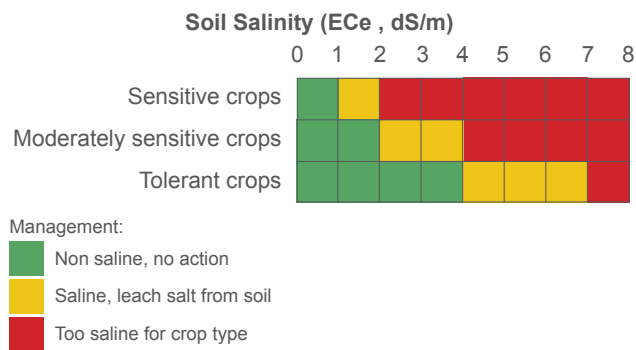 Soil Salinity (ECe , dS/m)
0 1 2 3 4 5 6 7 8
Sensitive crops
Moderately sensitive crops
Tolerant crops
Management:
Non saline, no action
Saline, leach salt from soil
Too saline for crop type